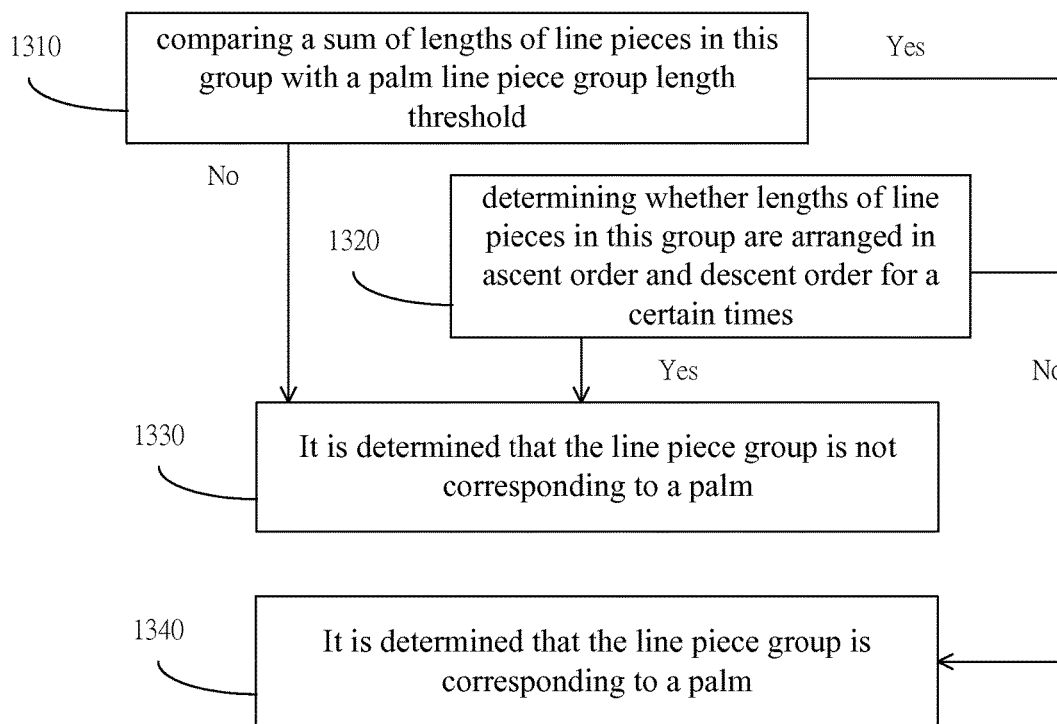 1310
comparing a sum of lengths of line pieces in this
group with a palm line piece group length
threshold
Yes
No
1320
determining whether lengths of line
pieces in this group are arranged in
ascent order and descent order for a
certain times
Yes
No
1330
It is determined that the line piece group is not
corresponding to a palm
1340
It is determined that the line piece group is
corresponding to a palm